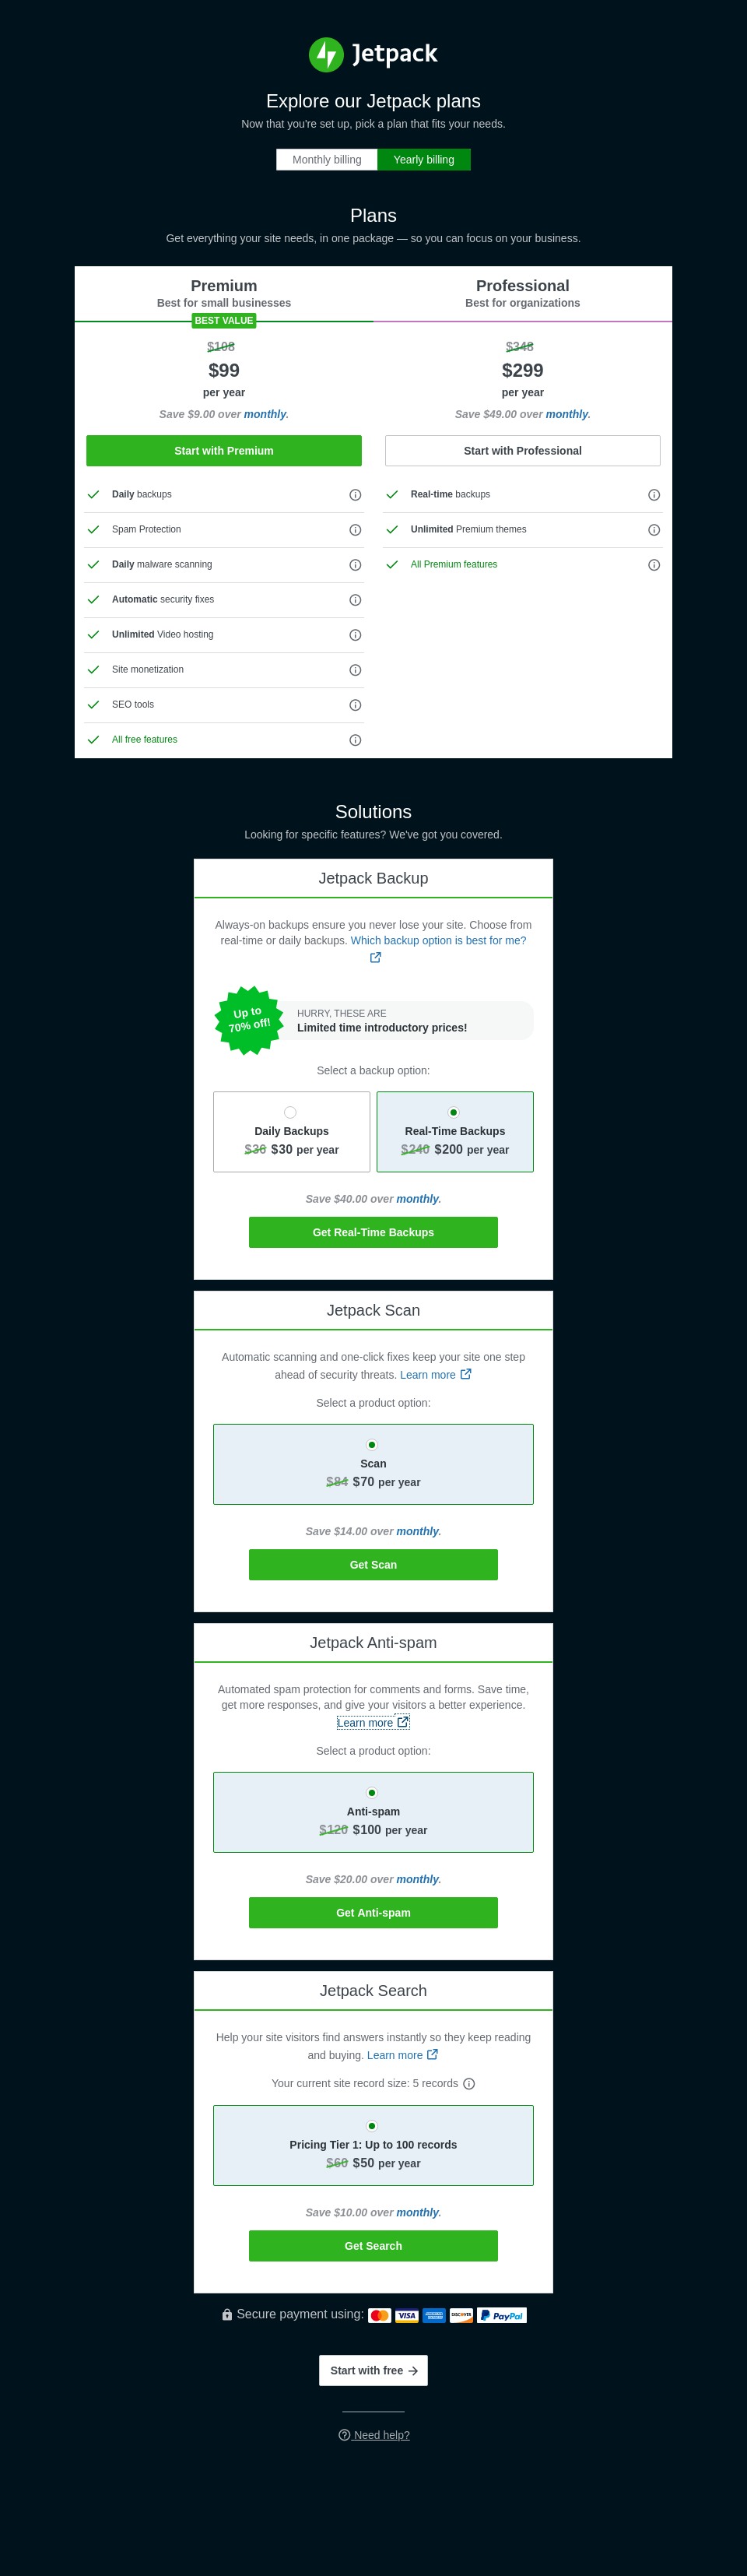 Jetpack
Explore our Jetpack plans
Now that you're set up, pick a plan that fits your needs.
Monthly billing
Yearly billing
Plans
Get everything your site needs, in one package — so you can focus on your business.
Premium
Best for small businesses
BEST VALUE
$108
$99
per year
Save $9.00 over monthly.
Start with Premium
Daily backups
Spam Protection
Daily malware scanning
Automatic security fixes
Unlimited Video hosting
Site monetization
SEO tools
All free features
Professional
Best for organizations
$348
$299
per year
Save $49.00 over monthly.
Start with Professional
Real-time backups
Unlimited Premium themes
All Premium features
Solutions
Looking for specific features? We've got you covered.
Jetpack Backup
Always-on backups ensure you never lose your site. Choose from
real-time or daily backups. Which backup option is best for me?
Up to
70% off!
HURRY, THESE ARE
Limited time introductory prices!
Select a backup option:
Daily Backups
$36 $30 per year
Real-Time Backups
$240 $200 per year
Save $40.00 over monthly.
Get Real-Time Backups
Jetpack Scan
Automatic scanning and one-click fixes keep your site one step
ahead of security threats. Learn more
Select a product option:
Scan
$84 $70 per year
Save $14.00 over monthly.
Get Scan
Jetpack Anti-spam
Automated spam protection for comments and forms. Save time,
get more responses, and give your visitors a better experience.
Learn more
Select a product option:
Anti-spam
$120 $100 per year
Save $20.00 over monthly.
Get Anti-spam
Jetpack Search
Help your site visitors find answers instantly so they keep reading
and buying. Learn more
Your current site record size: 5 records
Pricing Tier 1: Up to 100 records
$60 $50 per year
Save $10.00 over monthly.
Get Search
Secure payment using: VISA DISCOVER PayPal
Start with free
Need help?